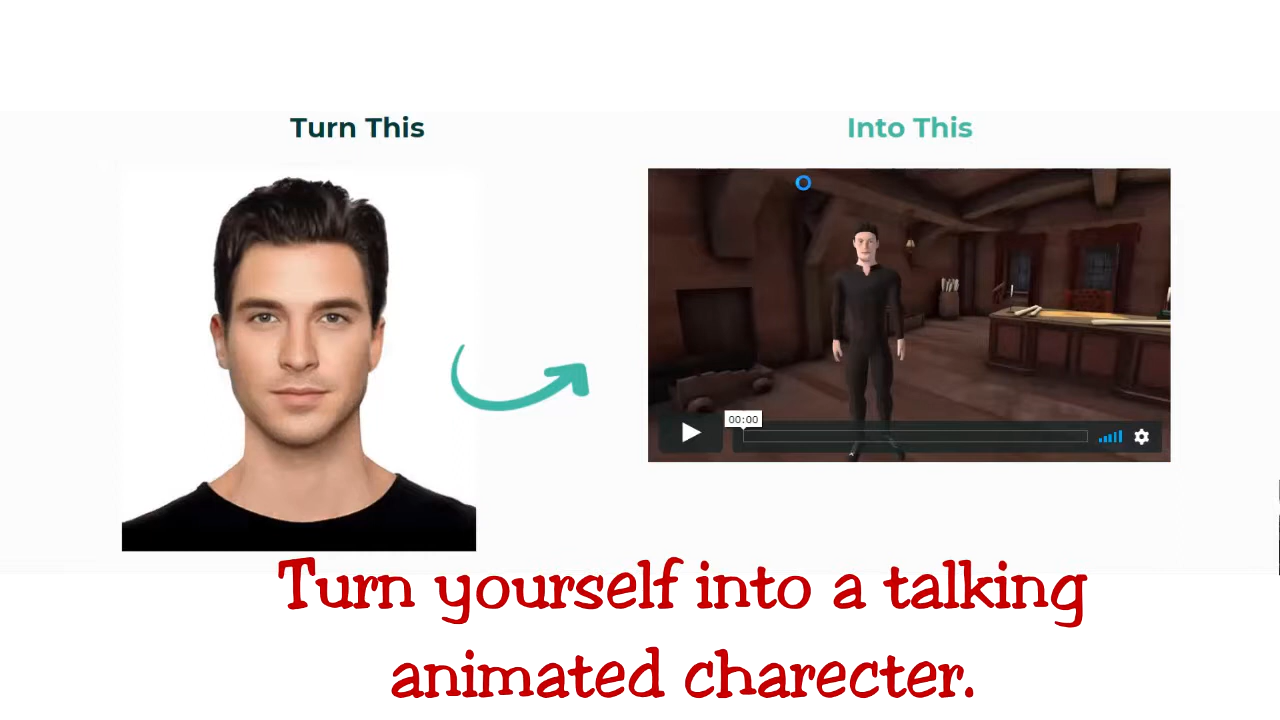 Turn This
Into This
00:00
Turn yourself into a talking
animated charecter.